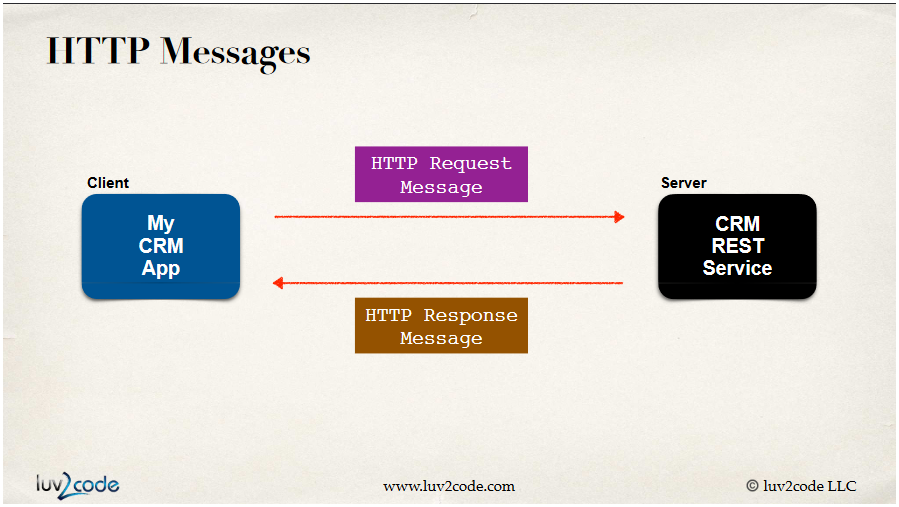 HTTP Messages
HTTP Request
Message
Client
Server
My
CRM
App
CRM
REST
Service
HTTP Response
Message
luv2code
www.luv2code.com
© luv2code LLC